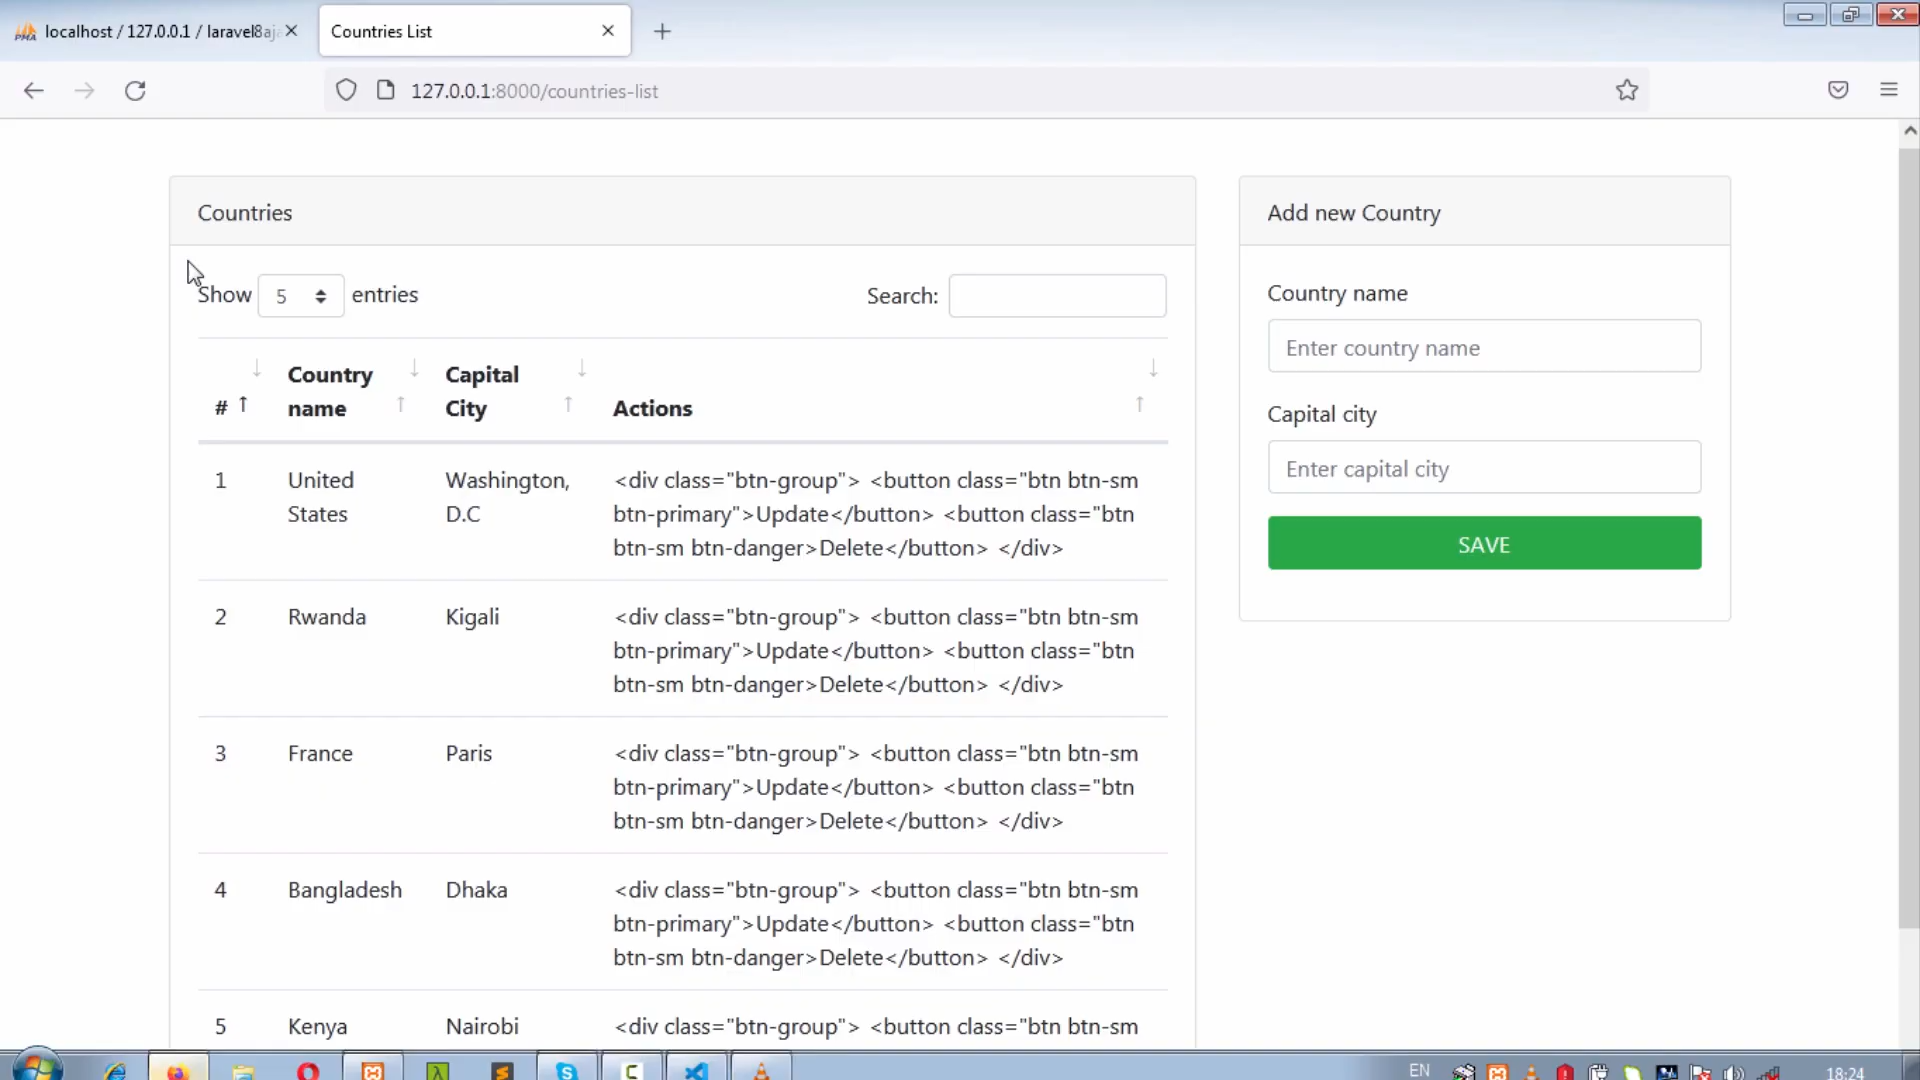 localhost / 127.0.0.1 / laravel8aj
Countries List
127.0.0.1:8000/countries-list
Countries
Add new Country
Show 5 entries
Search:
Country name
Enter country name
# Country name Capital City Actions
Capital city
Enter capital city
SAVE
1 United States Washington, D.C <div class="btn-group"> <button class="btn btn-sm
btn-primary">Update</button> <button class="btn
btn-sm btn-danger>Delete</button> </div>
2 Rwanda Kigali <div class="btn-group"> <button class="btn btn-sm
btn-primary">Update</button> <button class="btn
btn-sm btn-danger>Delete</button> </div>
3 France Paris <div class="btn-group"> <button class="btn btn-sm
btn-primary">Update</button> <button class="btn
btn-sm btn-danger>Delete</button> </div>
4 Bangladesh Dhaka <div class="btn-group"> <button class="btn btn-sm
btn-primary">Update</button> <button class="btn
btn-sm btn-danger>Delete</button> </div>
5 Kenya Nairobi <div class="btn-group"> <button class="btn btn-sm
EN
18:24